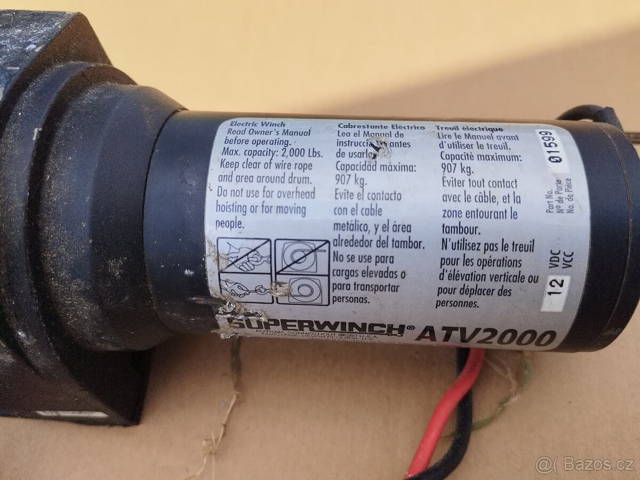 Electric Winch
Read Owner's Manual
before operating.
Max. capacity: 2,000 Lbs.
Keep clear of wire rope
and area around drum.
Do not use for overhead
hoisting or for moving
people.
Cabrestante Eléctrico
Lea el Manual de
instrucciones antes
de usarlo.
Capacidad máxima:
907 kg.
Evite el contacto
con el cable
metálico, y el área
alrededor del tambor.
No se use para
cargas elevadas o
para transportar
personas.
Treuil électrique
Lire le Manuel avant
d'utiliser le treuil.
Capacité maximum:
907 kg.
Eviter tout contact
avec le câble, et la
zone entourant le
tambour.
N'utilisez pas le treuil
pour les opérations
d'élévation verticale ou
pour déplacer des
personnes.
Part No.
Nº de Parte
No. de Pièce
01599
12 VDC
VCC
SUPERWINCH® ATV2000
© Bazos.cz